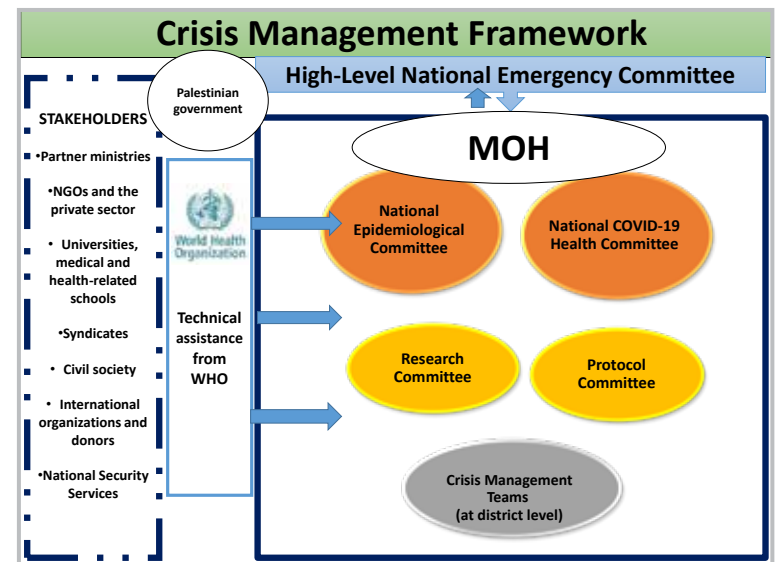 Crisis Management Framework
High-Level National Emergency Committee
Palestinian
government
STAKEHOLDERS
•Partner ministries
•NGOs and the
private sector
• Universities,
medical and
health-related
schools
•Syndicates
• Civil society
• International
organizations and
donors
•National Security
Services
World Health
Organization
Technical
assistance
from
WHO
MOH
National
Epidemiological
Committee
National COVID-19
Health Committee
Research
Committee
Protocol
Committee
Crisis Management
Teams
(at district level)